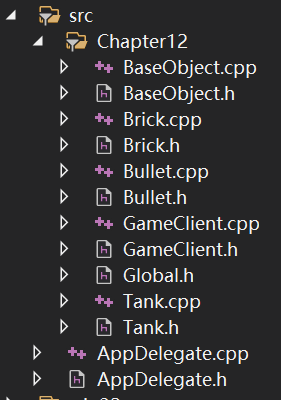 src
Chapter12
BaseObject.cpp
BaseObject.h
Brick.cpp
Brick.h
Bullet.cpp
Bullet.h
GameClient.cpp
GameClient.h
Global.h
Tank.cpp
Tank.h
AppDelegate.cpp
AppDelegate.h